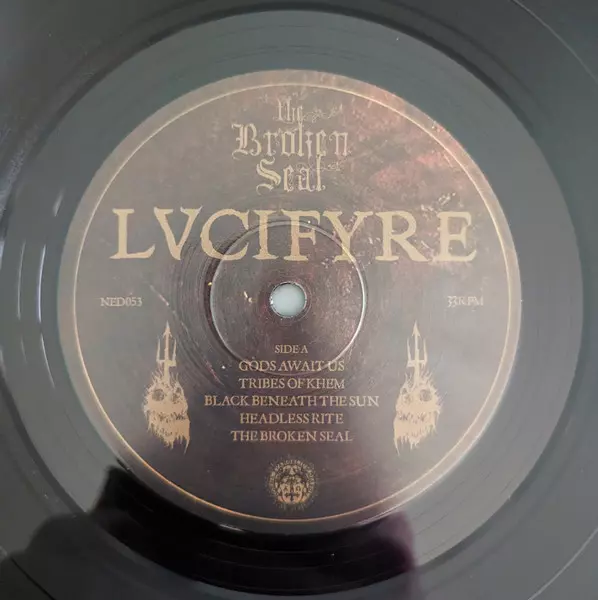 the
Broken
Seal
LVCIFYRE
NED053
33RPM
SIDE A
GODS AWAIT US
TRIBES OF KHEM
BLACK BENEATH THE SUN
HEADLESS RITE
THE BROKEN SEAL